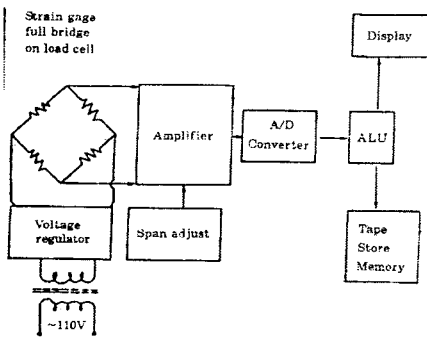 Strain gage
full bridge
on load cell
Display
Amplifier
A/D
Converter
ALU
Voltage
regulator
Span adjust
Tape
Store
Memory
~110V